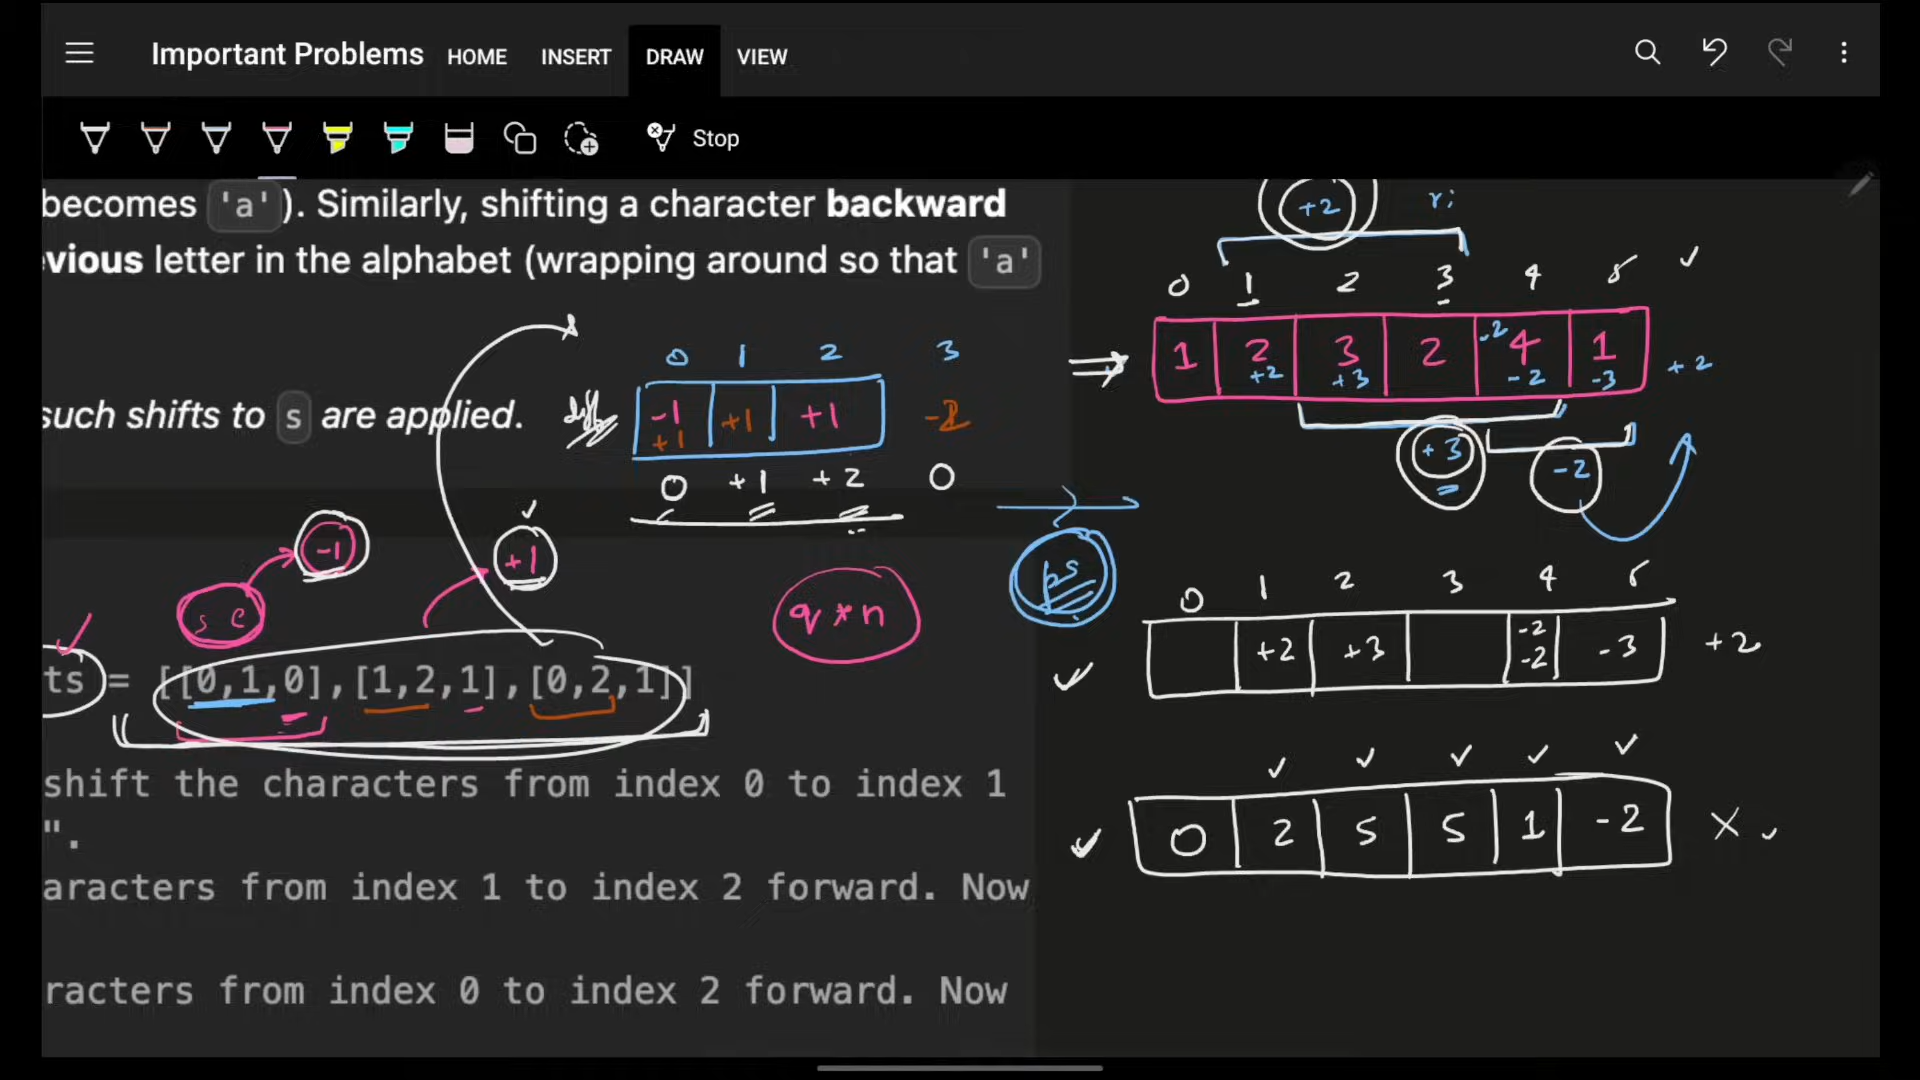 Important Problems HOME INSERT DRAW VIEW
Stop
becomes 'a' ). Similarly, shifting a character backward
vious letter in the alphabet (wrapping around so that 'a'
such shifts to s are applied.
0 1 2 3
diff -1 +1 +1 +1 -2
0 +1 +2 0
-1
+1
s e
q * n
ps
ts = [[0,1,0],[1,2,1],[0,2,1]]
shift the characters from index 0 to index 1
".
aracters from index 1 to index 2 forward. Now
racters from index 0 to index 2 forward. Now
+2 ri
0 1 2 3 4 5
1 2 3 2 4 1
+2 +3 -2 -2 -3 +2
+3 -2
0 1 2 3 4 5
+2 +3 -2 -2 -3 +2
0 2 5 5 1 -2 X